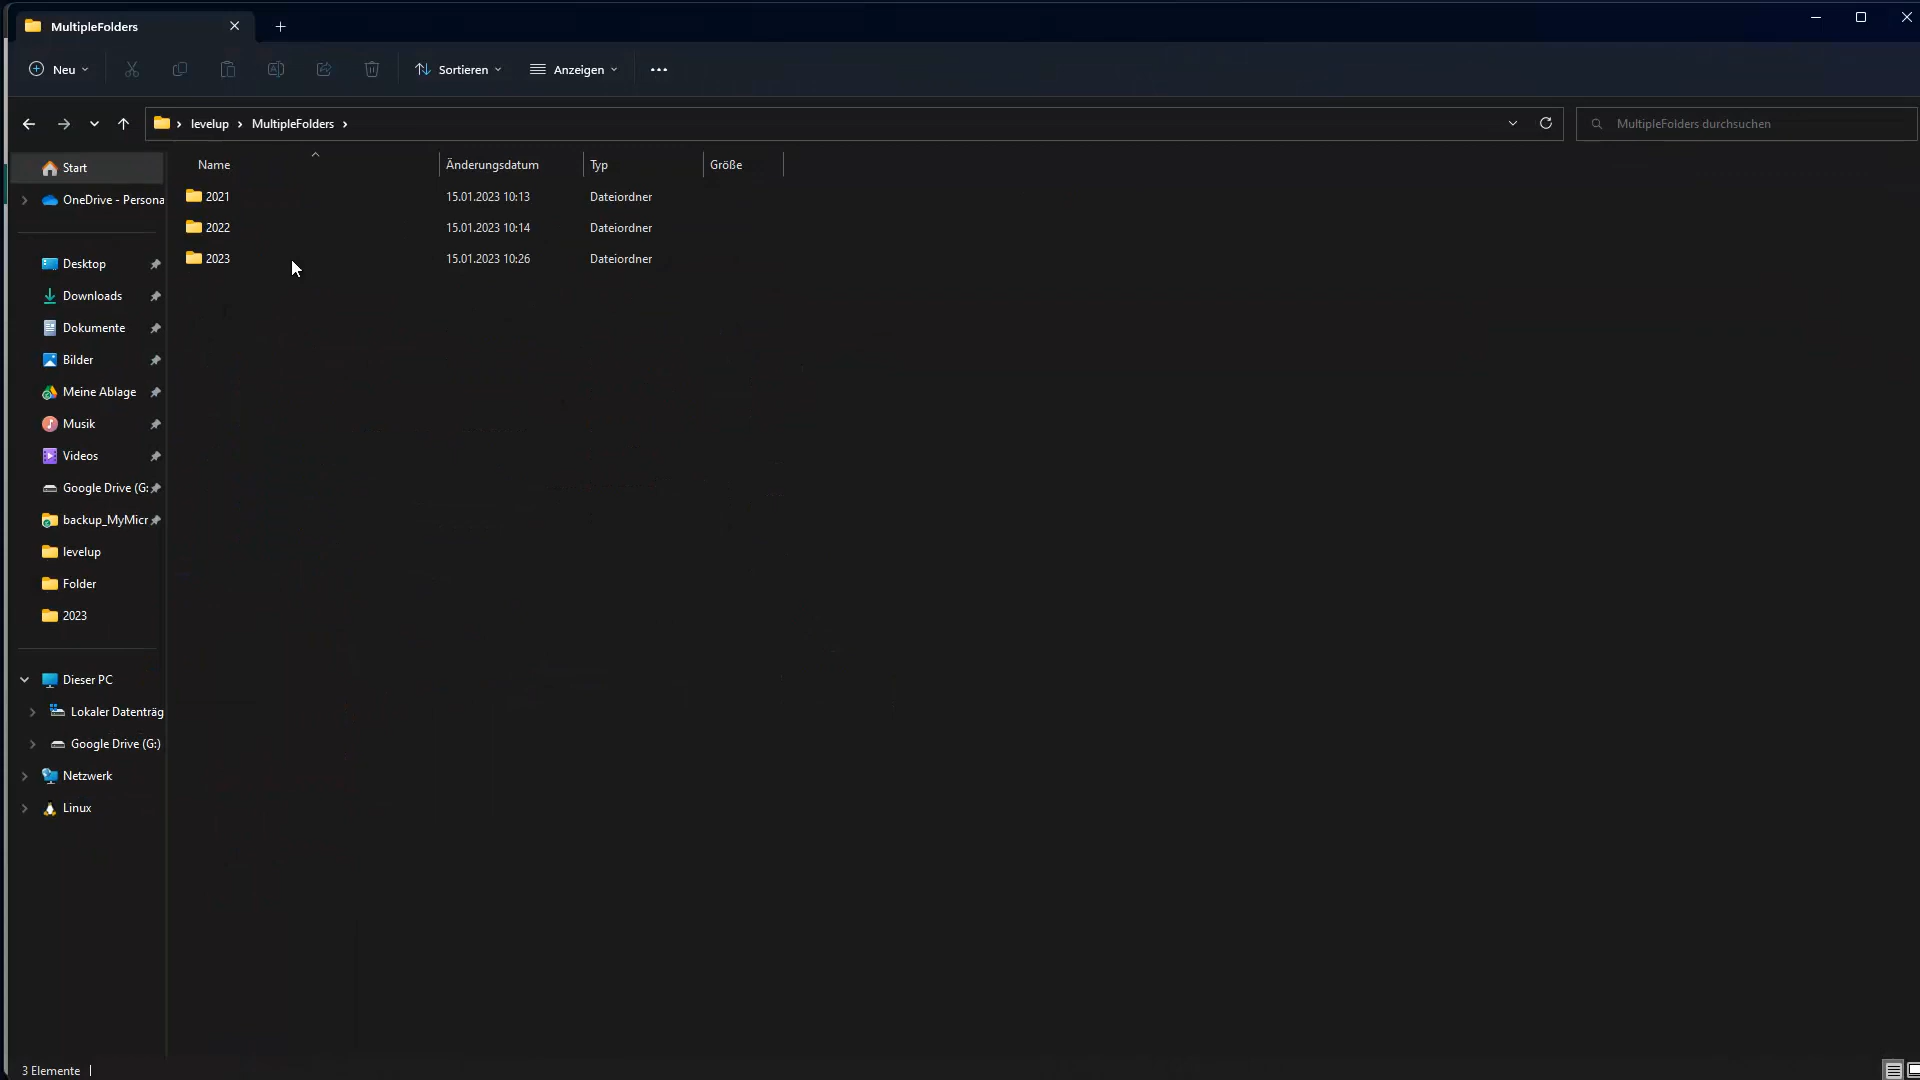 MultipleFolders
Neu
Sortieren
Anzeigen
levelup
MultipleFolders
MultipleFolders durchsuchen
Name
Änderungsdatum
Typ
Größe
2021
15.01.2023 10:13
Dateiordner
2022
15.01.2023 10:14
Dateiordner
2023
15.01.2023 10:26
Dateiordner
Start
OneDrive - Persona
Desktop
Downloads
Dokumente
Bilder
Meine Ablage
Musik
Videos
Google Drive (G:
backup_MyMicr
levelup
Folder
2023
Dieser PC
Lokaler Datenträg
Google Drive (G:)
Netzwerk
Linux
3 Elemente